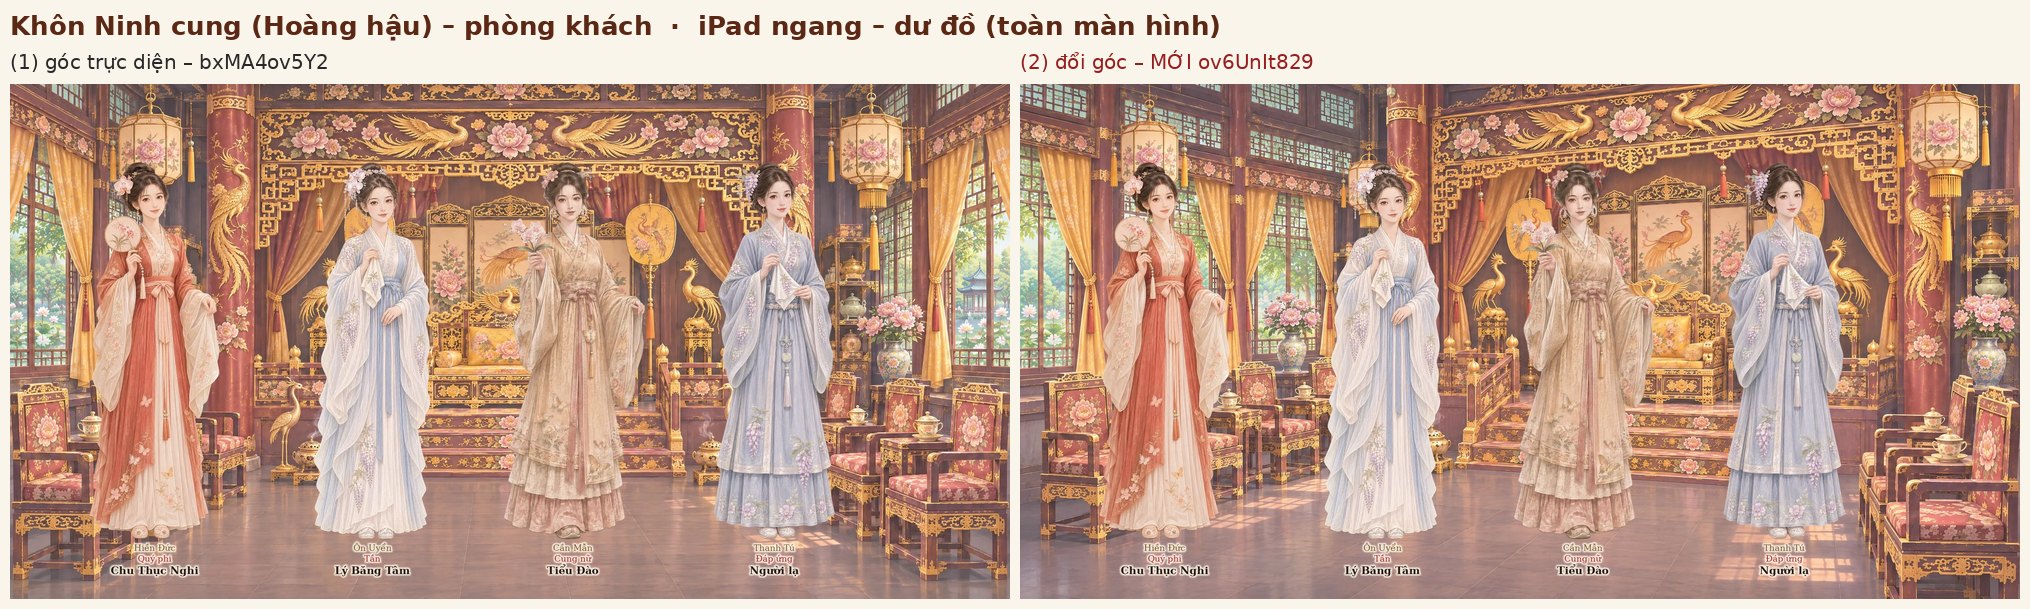 Khôn Ninh cung (Hoàng hậu) – phòng khách · iPad ngang – dư đồ (toàn màn hình)
(1) góc trực diện – bxMA4ov5Y2
(2) đổi góc – MỚI ov6UnIt829
Hiền Đức
Quý phi
Chu Thục Nghi
Ôn Uyển
Tần
Lý Băng Tâm
Cần Mẫn
Cung nữ
Tiểu Đào
Thanh Tú
Đáp ứng
Người lạ
Hiền Đức
Quý phi
Chu Thục Nghi
Ôn Uyển
Tần
Lý Băng Tâm
Cần Mẫn
Cung nữ
Tiểu Đào
Thanh Tú
Đáp ứng
Người lạ